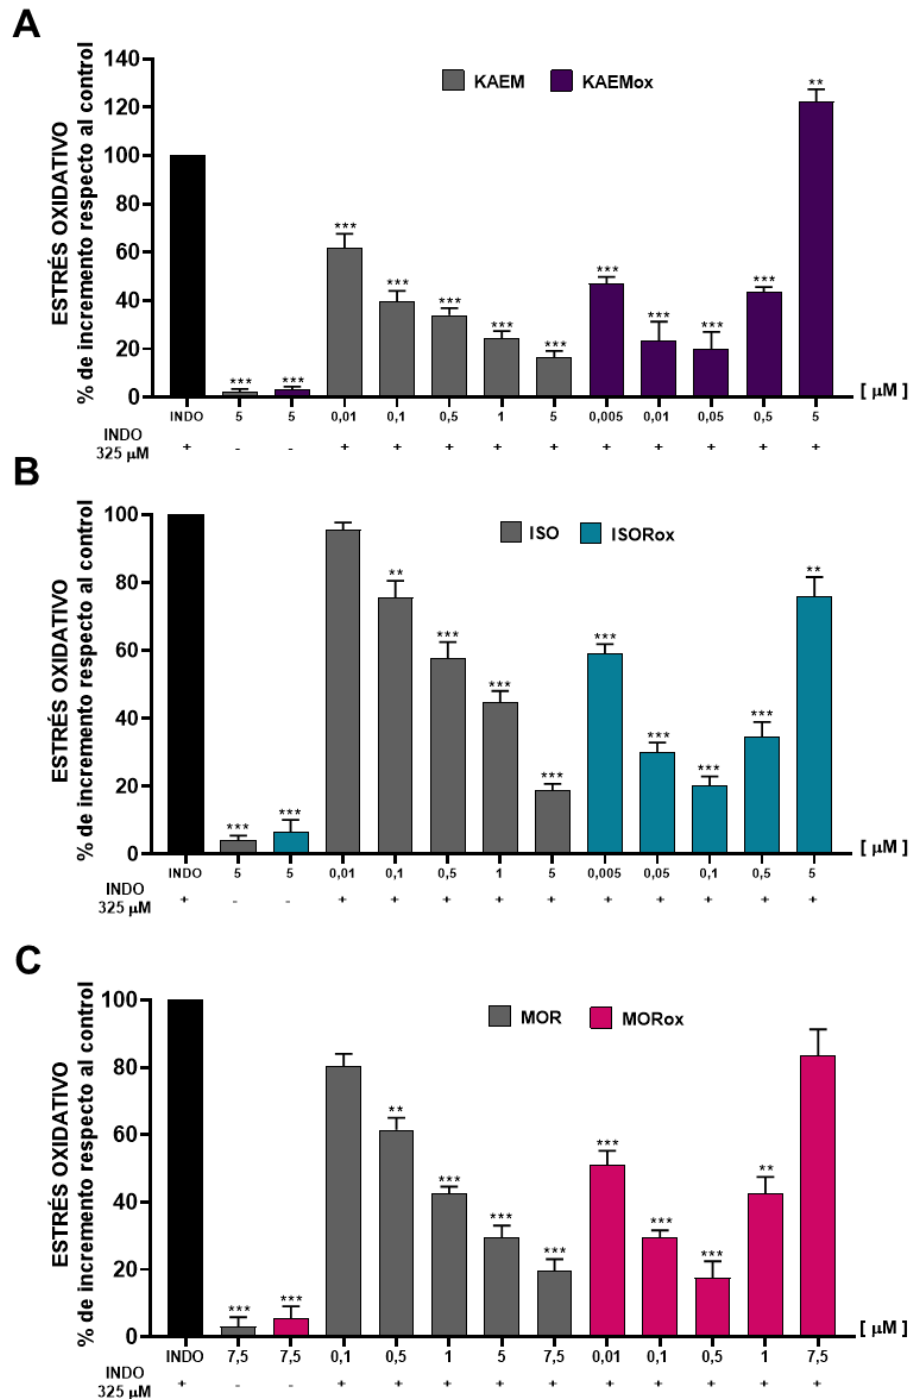 A
ESTRÉS OXIDATIVO
% de incremento respecto al control
140
120
100
80
60
40
20
0
KAEM KAEMox
*** *** *** *** *** *** *** *** *** *** *** **
INDO 5 5 0,01 0,1 0,5 1 5 0,005 0,01 0,05 0,5 5 [ µM ]
INDO
325 µM + - - + + + + + + + + + +
B
ESTRÉS OXIDATIVO
% de incremento respecto al control
100
80
60
40
20
0
ISO ISORox
*** *** ** *** *** *** *** *** *** *** **
INDO 5 5 0,01 0,1 0,5 1 5 0,005 0,05 0,1 0,5 5 [ µM ]
INDO
325 µM + - - + + + + + + + + + +
C
ESTRÉS OXIDATIVO
% de incremento respecto al control
100
80
60
40
20
0
MOR MORox
*** *** ** *** *** *** *** *** *** **
INDO 7,5 7,5 0,1 0,5 1 5 7,5 0,01 0,1 0,5 1 7,5 [ µM ]
INDO
325 µM + - - + + + + + + + + + +